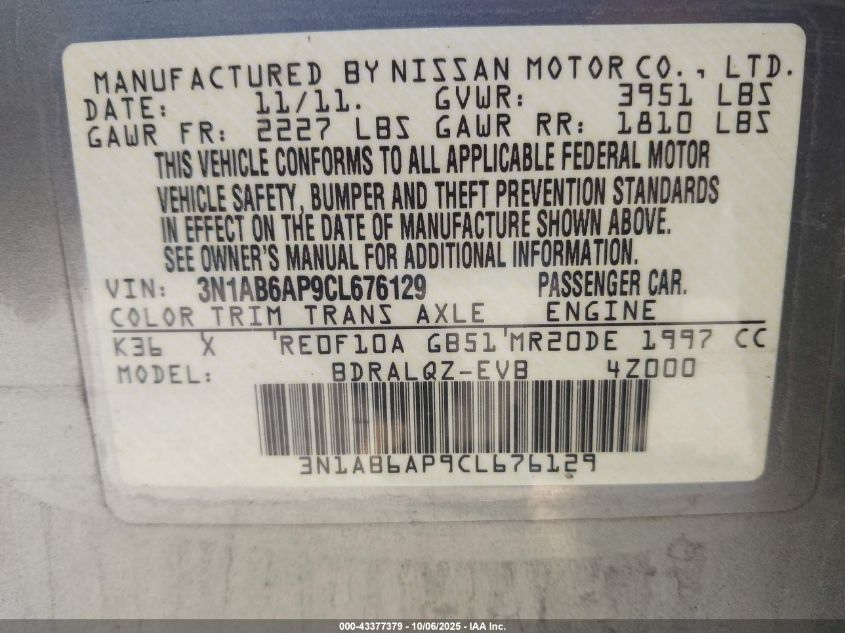 MANUFACTURED BY NISSAN MOTOR CO., LTD.
DATE: 11/11. GVWR: 3951 LBS
GAWR FR: 2227 LBS GAWR RR: 1810 LBS
THIS VEHICLE CONFORMS TO ALL APPLICABLE FEDERAL MOTOR
VEHICLE SAFETY, BUMPER AND THEFT PREVENTION STANDARDS
IN EFFECT ON THE DATE OF MANUFACTURE SHOWN ABOVE.
SEE OWNER'S MANUAL FOR ADDITIONAL INFORMATION.
VIN: 3N1AB6AP9CL676129 PASSENGER CAR.
COLOR TRIM TRANS AXLE ENGINE
K36 X 'RE0F10A GB51'MR20DE 1997 CC
MODEL: BDRALQZ-EVB 4Z000
3N1AB6AP9CL676129
000-43377379 - 10/06/2025 - IAA Inc.